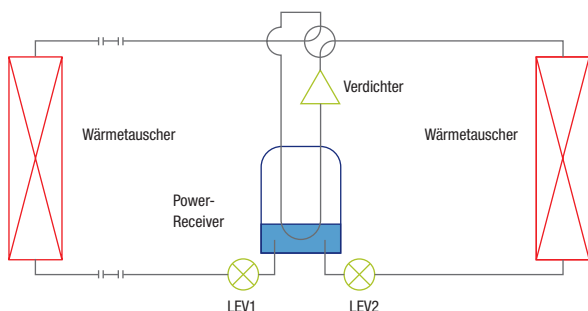 Verdichter
Wärmetauscher
Wärmetauscher
Power-
Receiver
LEV1
LEV2